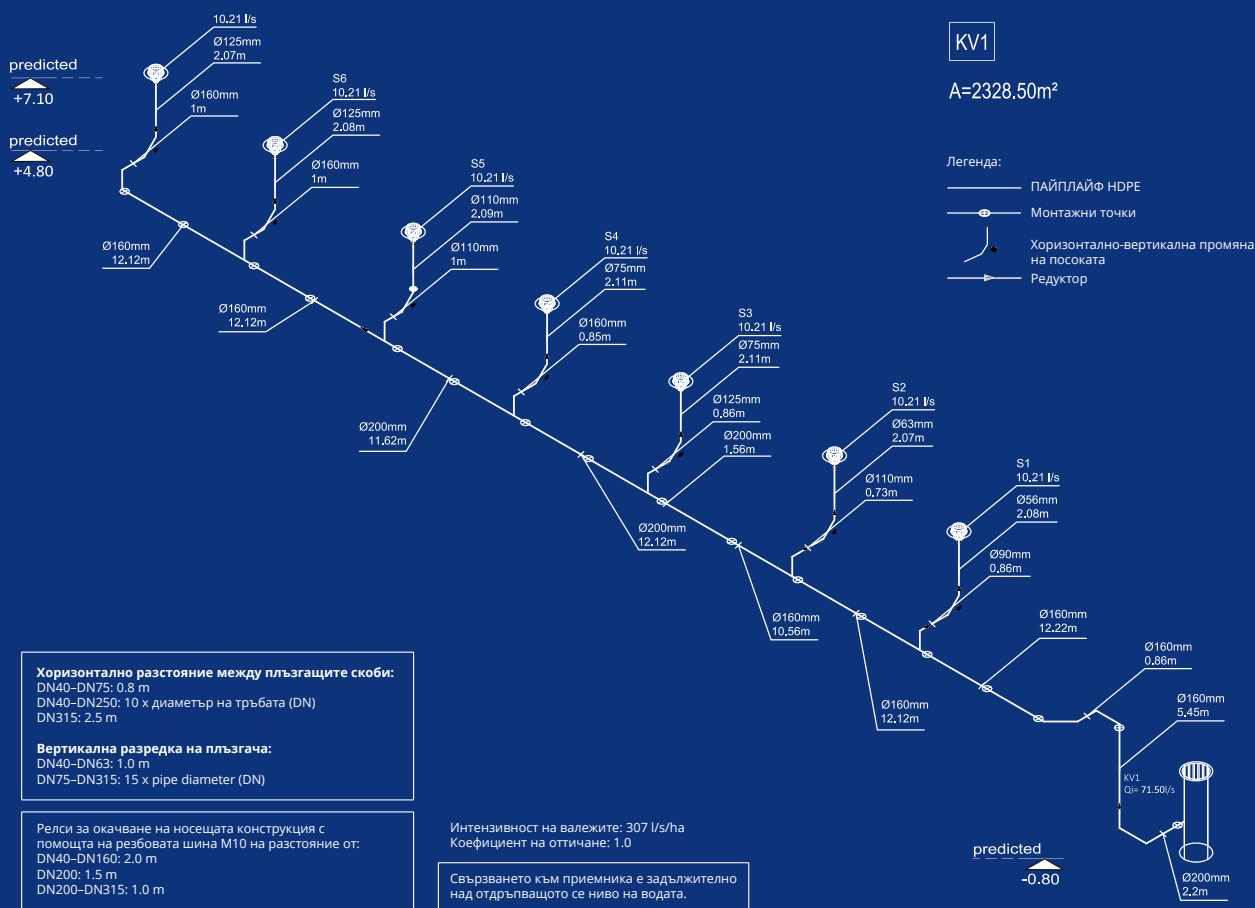 10.21 l/s
Ø125mm
2.07m
predicted
+7.10
Ø160mm
1m
predicted
+4.80
S6
10.21 l/s
Ø125mm
2.08m
Ø160mm
1m
S5
10.21 l/s
Ø110mm
2.09m
Ø110mm
1m
S4
10.21 l/s
Ø75mm
2.11m
Ø160mm
0.85m
S3
10.21 l/s
Ø75mm
2.11m
Ø125mm
0.86m
Ø200mm
1.56m
S2
10.21 l/s
Ø63mm
2.07m
Ø110mm
0.73m
S1
10.21 l/s
Ø56mm
2.08m
Ø90mm
0.86m
Ø160mm
12.12m
Ø160mm
12.12m
Ø200mm
11.62m
Ø200mm
12.12m
Ø160mm
10.56m
Ø160mm
12.12m
Ø160mm
12.22m
Ø160mm
0.86m
Ø160mm
5.45m
KV1
Qi= 71.50l/s
Ø200mm
2.2m
predicted
-0.80
KV1
A=2328.50m²
Легенда:
ПАЙПЛАЙФ HDPE
Монтажни точки
Хоризонтално-вертикална промяна
на посоката
Редуктор
Хоризонтално разстояние между плъзгащите скоби:
DN40–DN75: 0.8 m
DN40–DN250: 10 x диаметър на тръбата (DN)
DN315: 2.5 m
Вертикална разредка на плъзгача:
DN40–DN63: 1.0 m
DN75–DN315: 15 x pipe diameter (DN)
Релси за окачване на носещата конструкция с
помощта на резбовата шина M10 на разстояние от:
DN40–DN160: 2.0 m
DN200: 1.5 m
DN200–DN315: 1.0 m
Интензивност на валежите: 307 l/s/ha
Коефициент на оттичане: 1.0
Свързването към приемника е задължително
над отдръпващото се ниво на водата.